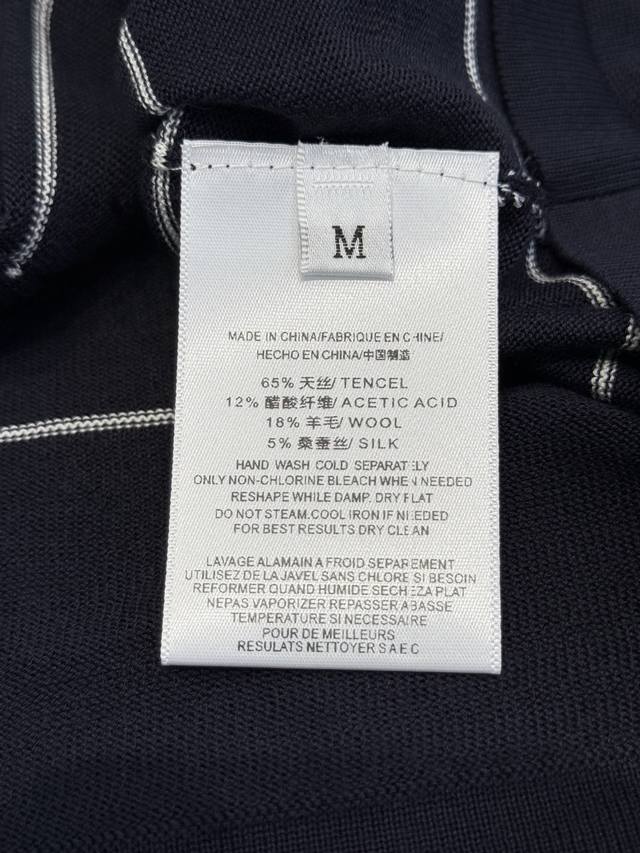 M
MADE IN CHINA/FABRIQUE EN CHINE/
HECHO EN CHINA/中国制造
65% 天丝/ TENCEL
12% 醋酸纤维/ ACETIC ACID
18% 羊毛/ WOOL
5% 桑蚕丝/ SILK
HAND WASH COLD SEPARATELY
ONLY NON-CHLORINE BLEACH WHEN NEEDED
RESHAPE WHILE DAMP. DRY FLAT
DO NOT STEAM.COOL IRON IF NEEDED
FOR BEST RESULTS DRY CLEAN
LAVAGE ALAMAIN A FROID SEPAREMENT
UTILISEZ DE LA JAVEL SANS CHLORE SI BESOIN
REFORMER QUAND HUMIDE SECHEZA PLAT
NEPAS VAPORIZER REPASSER ABASSE
TEMPERATURE SI NECESSAIRE
POUR DE MEILLEURS
RESULATS NETTOYER S A E C